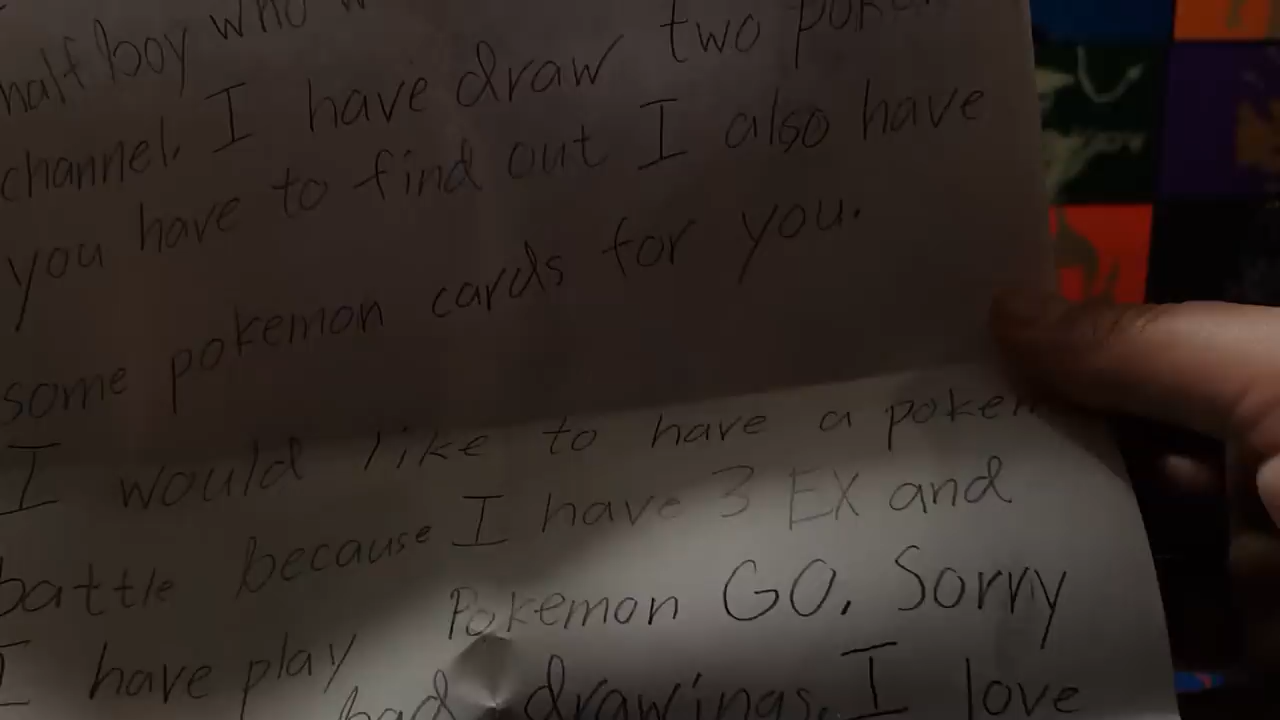 half boy who
channel. I have draw two
you have to find out I also have
some pokemon cards for you.
I would like to have a
battle because I have 3 EX and
I have play Pokemon GO. Sorry
bad drawings. I love